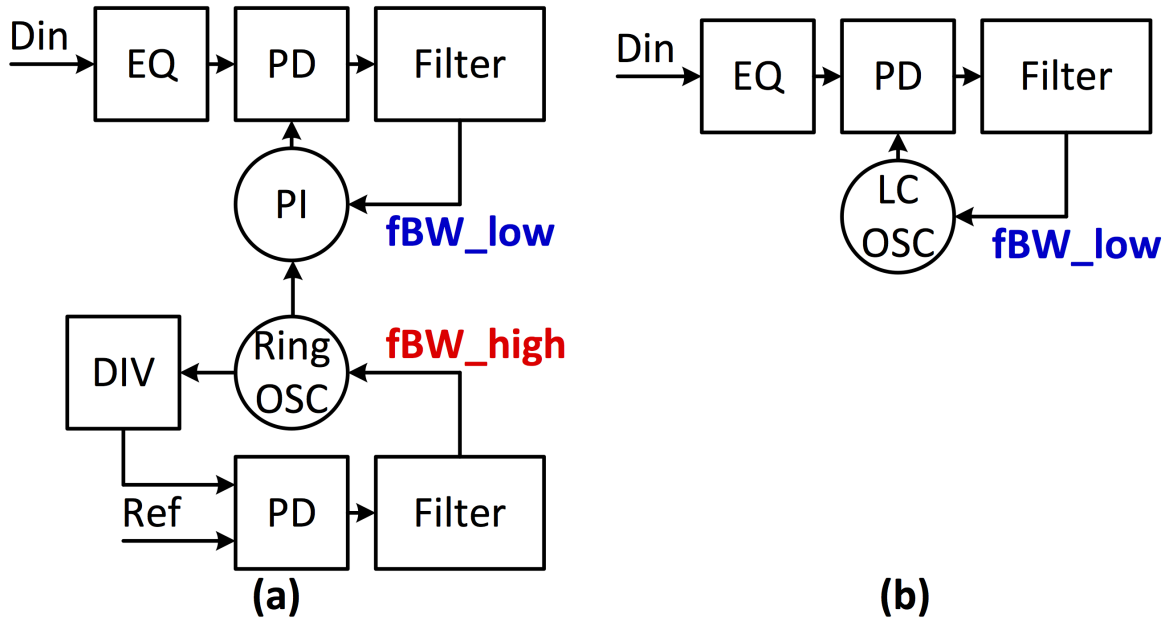 Din
EQ
PD
Filter
PI
fBW_low
Ring
OSC
fBW_high
DIV
Ref
PD
Filter
(a)
Din
EQ
PD
Filter
LC
OSC
fBW_low
(b)